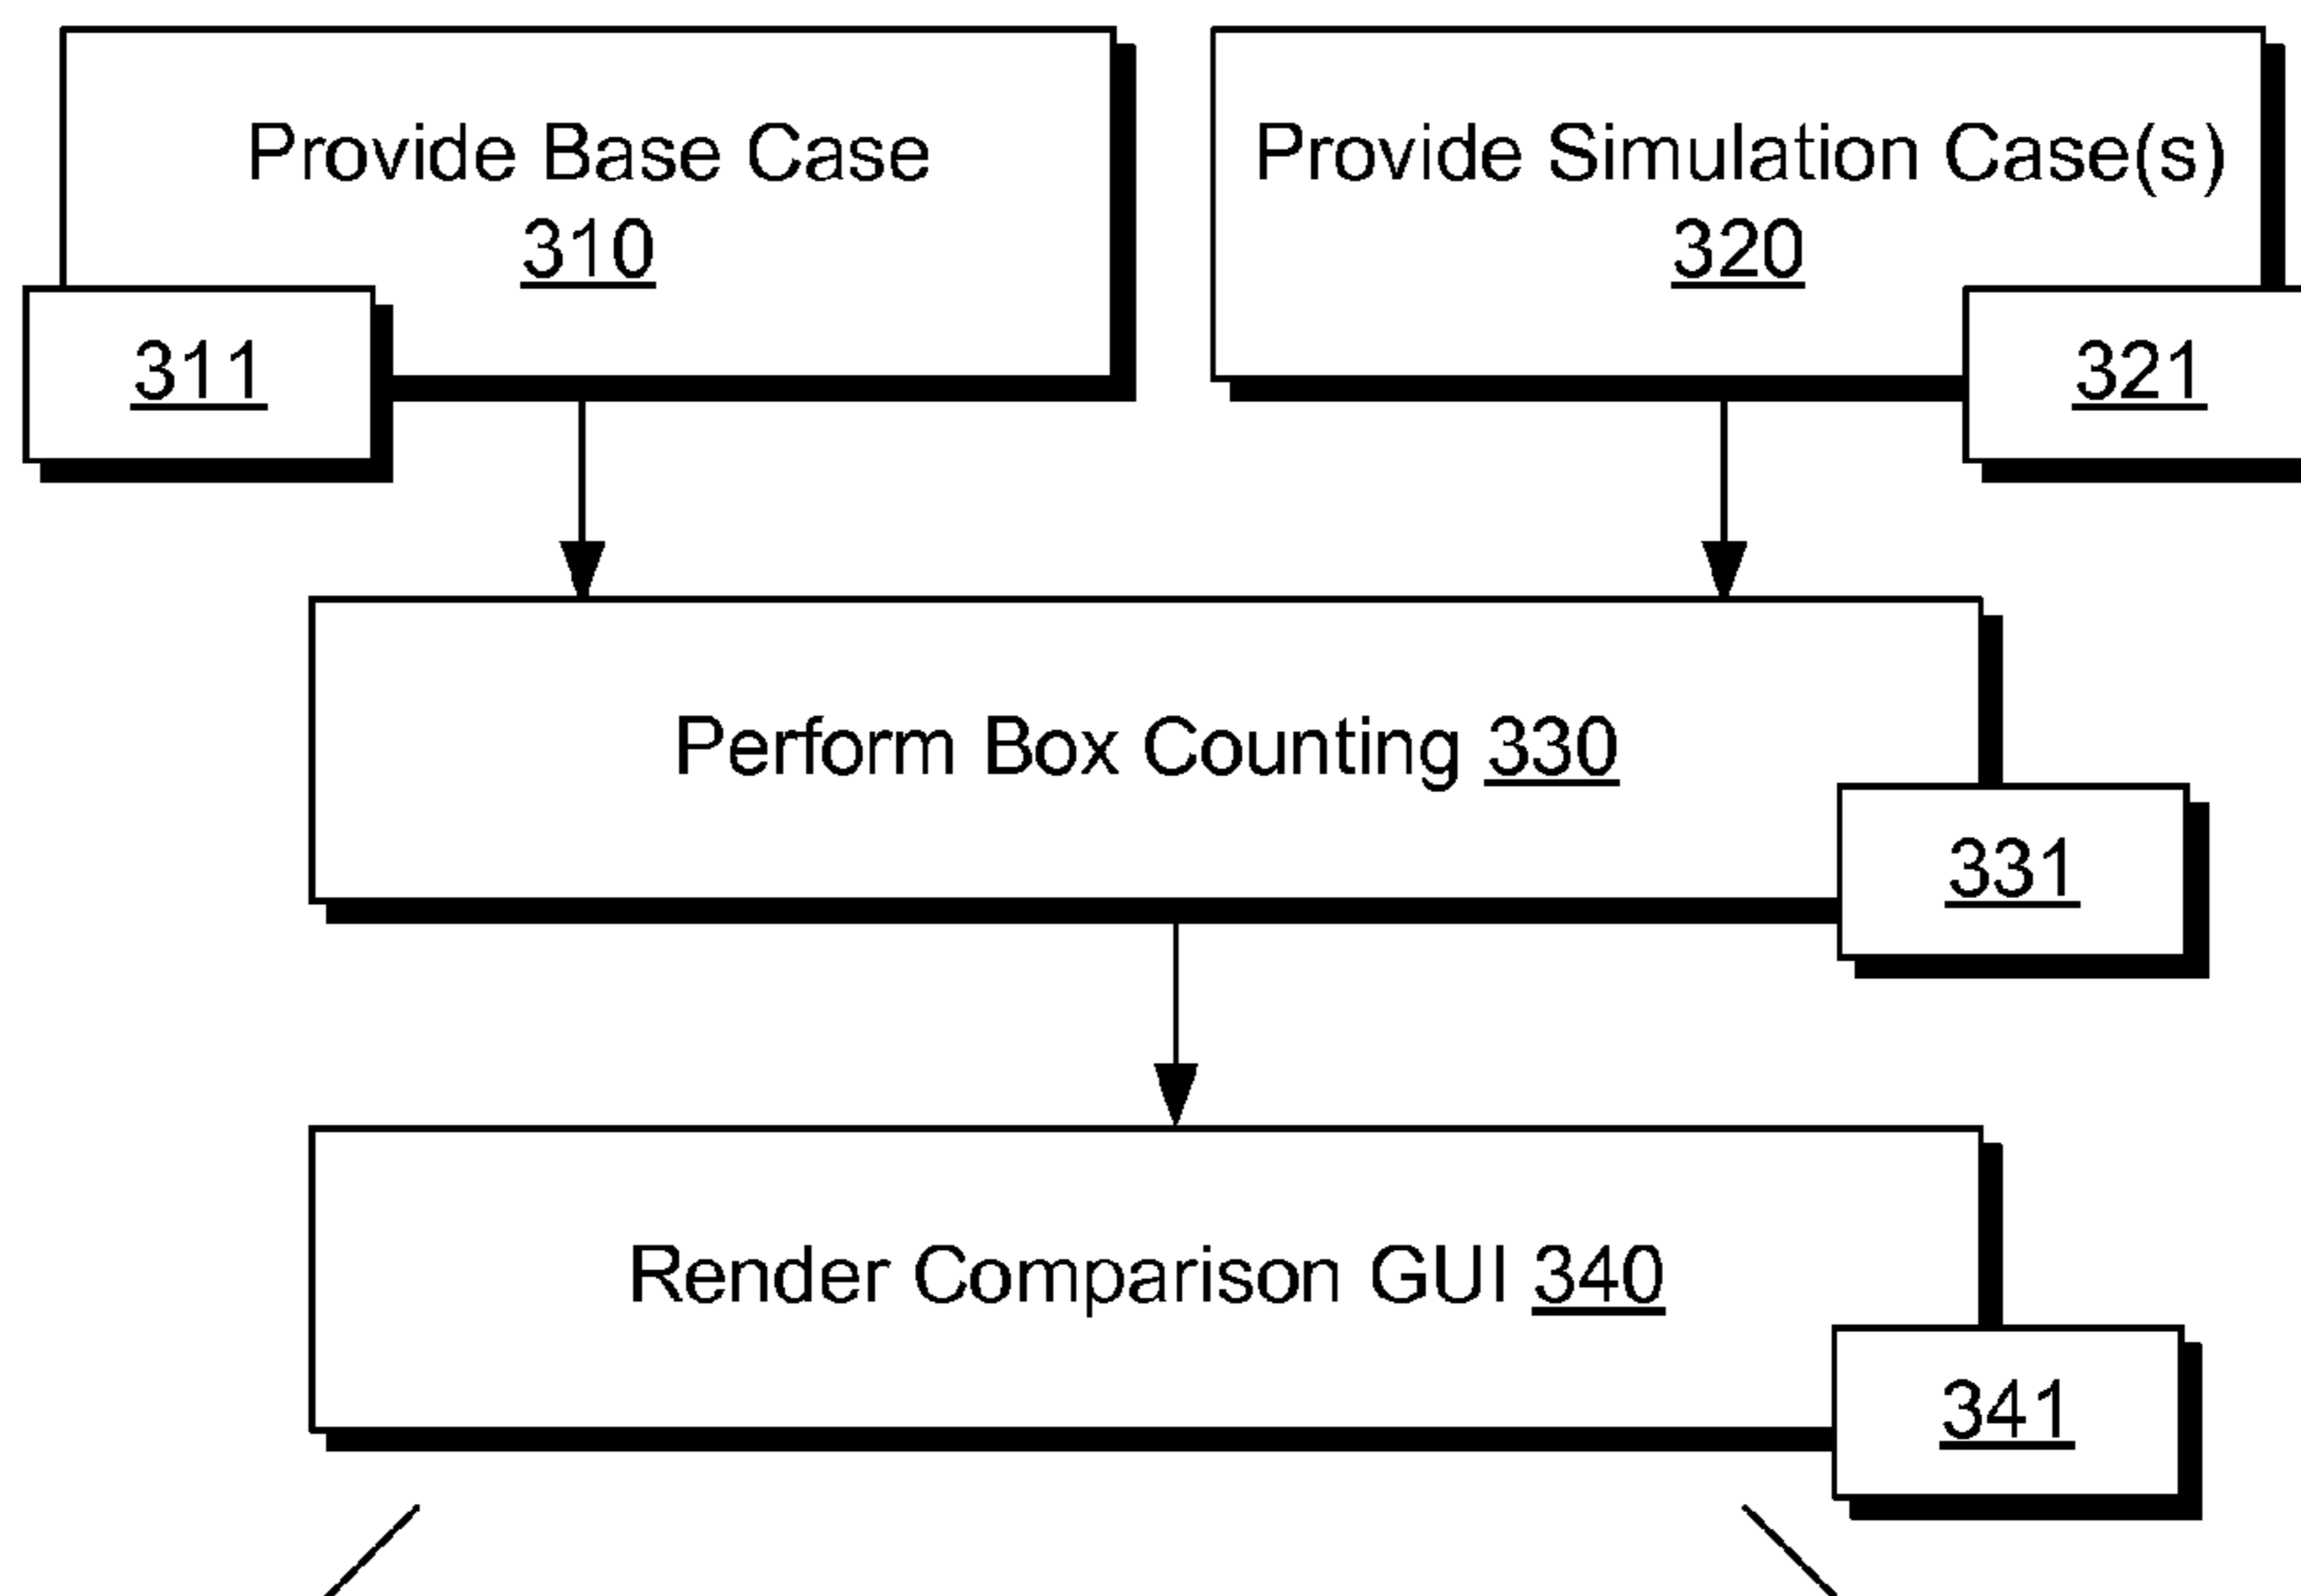 Provide Base Case
310
311
Provide Simulation Case(s)
320
321
Perform Box Counting 330
331
Render Comparison GUI 340
341